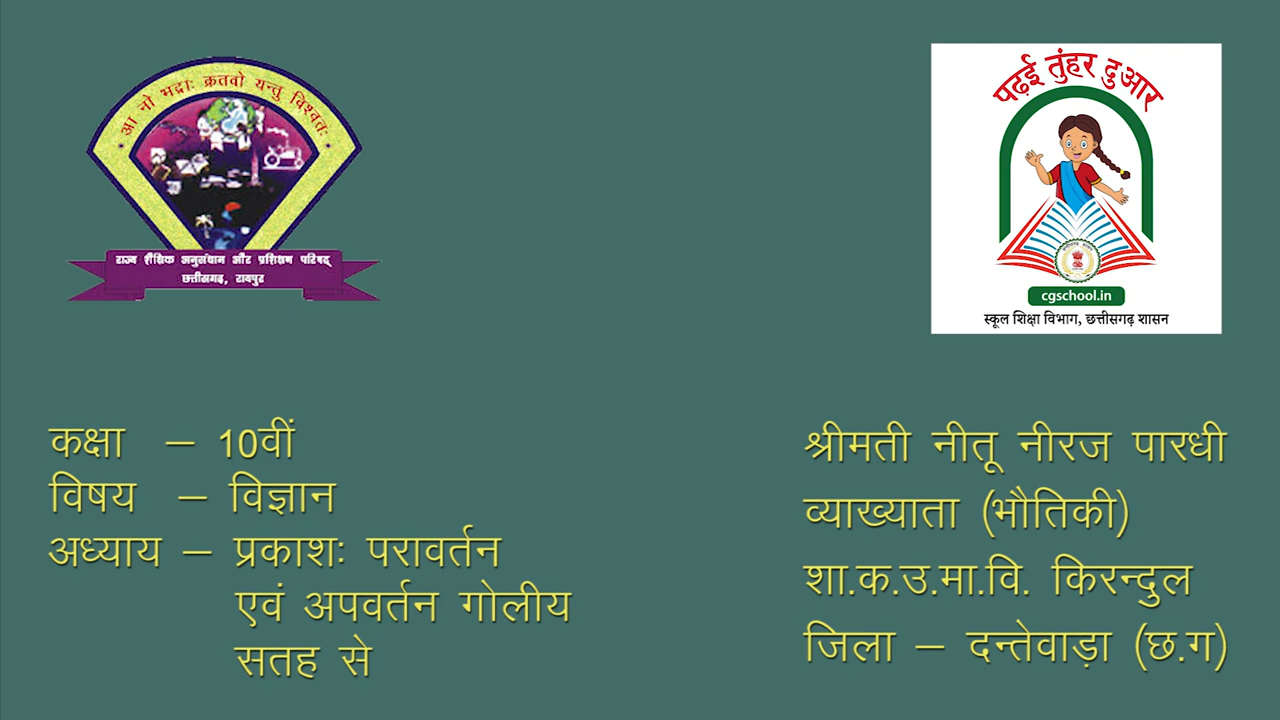 आ नो भद्राः क्रतवो यन्तु विश्वतः
राज्य शैक्षिक अनुसंधान और प्रशिक्षण परिषद्
छत्तीसगढ़, रायपुर
पढ़ई तुंहर दुआर
cgschool.in
स्कूल शिक्षा विभाग, छत्तीसगढ़ शासन
कक्षा – 10वीं
विषय – विज्ञान
अध्याय – प्रकाशः परावर्तन
एवं अपवर्तन गोलीय
सतह से
श्रीमती नीतू नीरज पारधी
व्याख्याता (भौतिकी)
शा.क.उ.मा.वि. किरन्दुल
जिला – दन्तेवाड़ा (छ.ग)